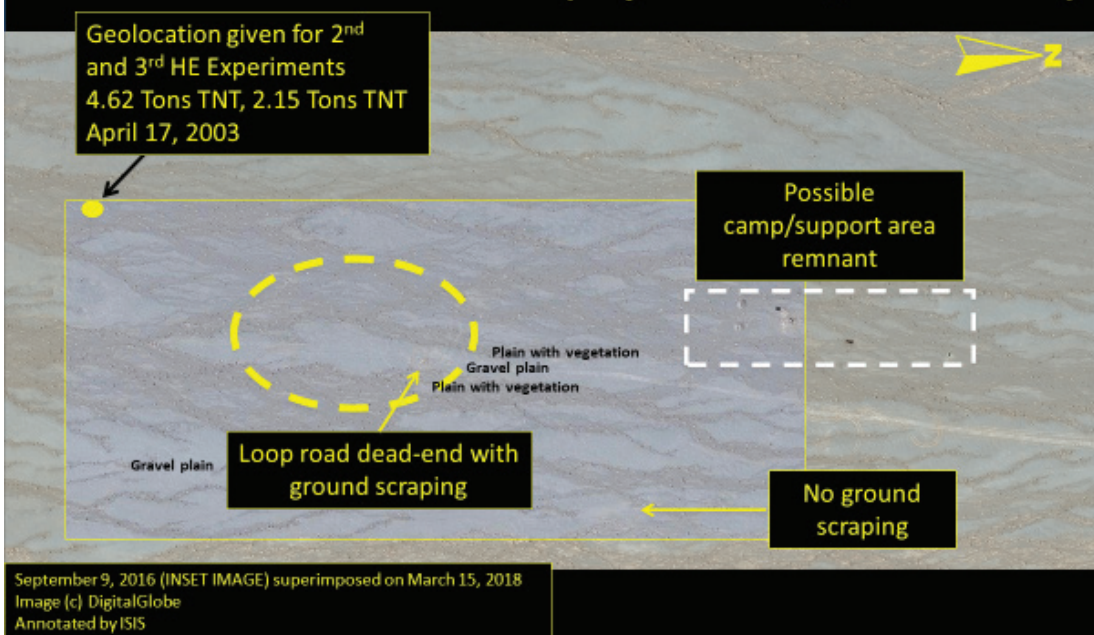 Geolocation given for 2nd
and 3rd HE Experiments
4.62 Tons TNT, 2.15 Tons TNT
April 17, 2003
N
Possible
camp/support area
remnant
Plain with vegetation
Gravel plain
Plain with vegetation
Loop road dead-end with
ground scraping
Gravel plain
No ground
scraping
September 9, 2016 (INSET IMAGE) superimposed on March 15, 2018
Image (c) DigitalGlobe
Annotated by ISIS